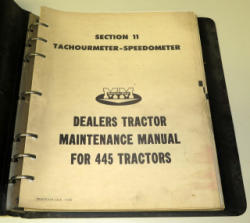 SECTION 11
TACHOURMETER-SPEEDOMETER
MM
DEALERS TRACTOR
MAINTENANCE MANUAL
FOR 445 TRACTORS